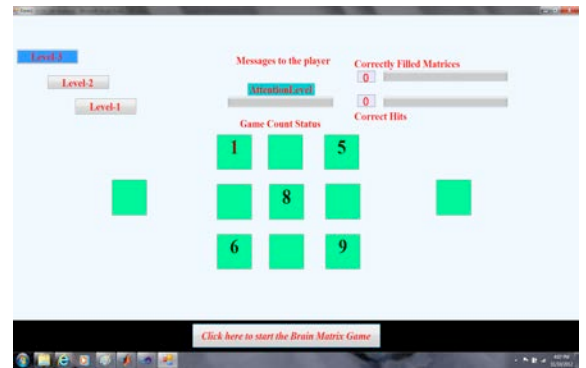 Level-3
Level-2
Level-1
Messages to the player
AttentionLevel
Game Count Status
Correctly Filled Matrices
0
0
Correct Hits
1 5
8
6 9
Click here to start the Brain Matrix Game